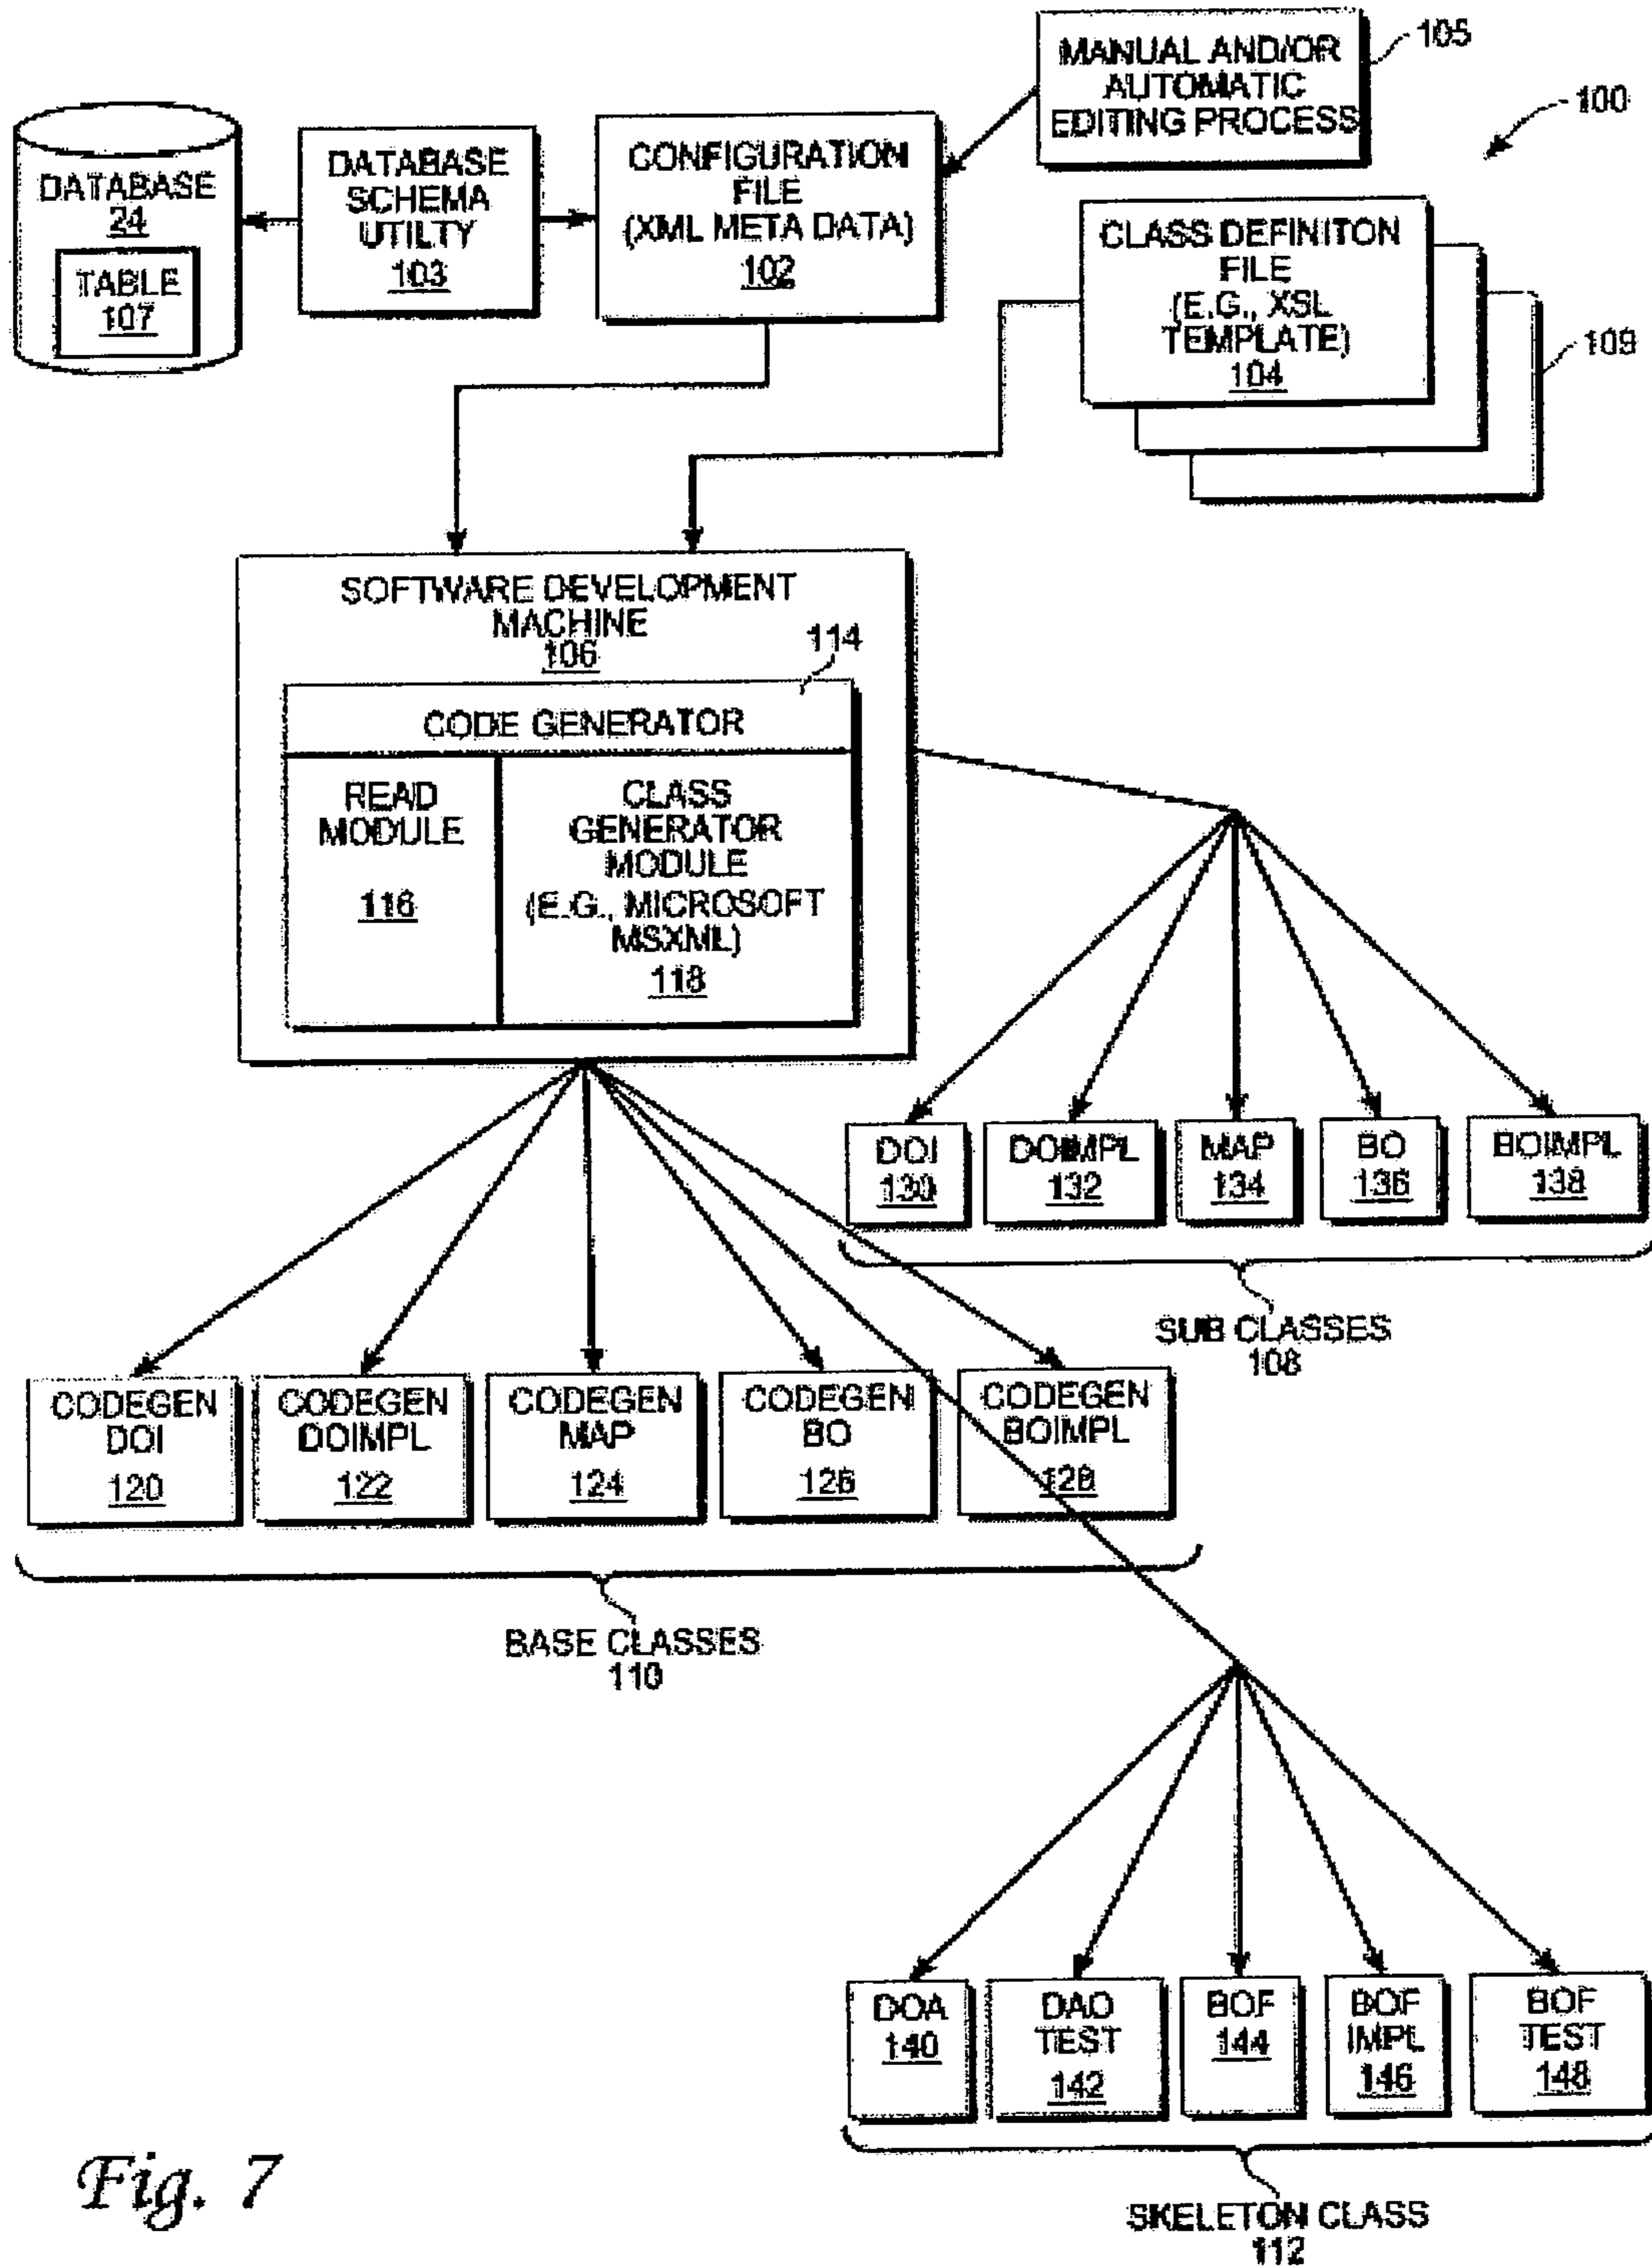 MANUAL AND/OR
AUTOMATIC
EDITING PROCESS
105
100
DATABASE
24
TABLE
107
DATABASE
SCHEMA
UTILTY
103
CONFIGURATION
FILE
(XML META DATA)
102
CLASS DEFINITON
FILE
(E.G., XSL
TEMPLATE)
104
109
SOFTWARE DEVELOPMENT
MACHINE
106
114
CODE GENERATOR
READ
MODULE
116
CLASS
GENERATOR
MODULE
(E.G., MICROSOFT
MSXML)
118
DOI
130
DOIMPL
132
MAP
134
BO
136
BOIMPL
138
SUB CLASSES
108
CODEGEN
DOI
120
CODEGEN
DOIMPL
122
CODEGEN
MAP
124
CODEGEN
BO
126
CODEGEN
BOIMPL
128
BASE CLASSES
110
DOA
140
DAO
TEST
142
BOF
144
BOF
IMPL
146
BOF
TEST
148
SKELETON CLASS
112
Fig. 7